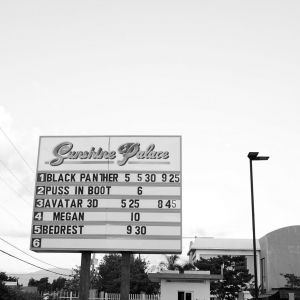 Sunshine Palace
1 BLACK PANTHER 5 5 30 9 25
2 PUSS IN BOOT 6
3 AVATAR 3D 5 25 8 45
4 MEGAN 10
5 BEDREST 9 30
6